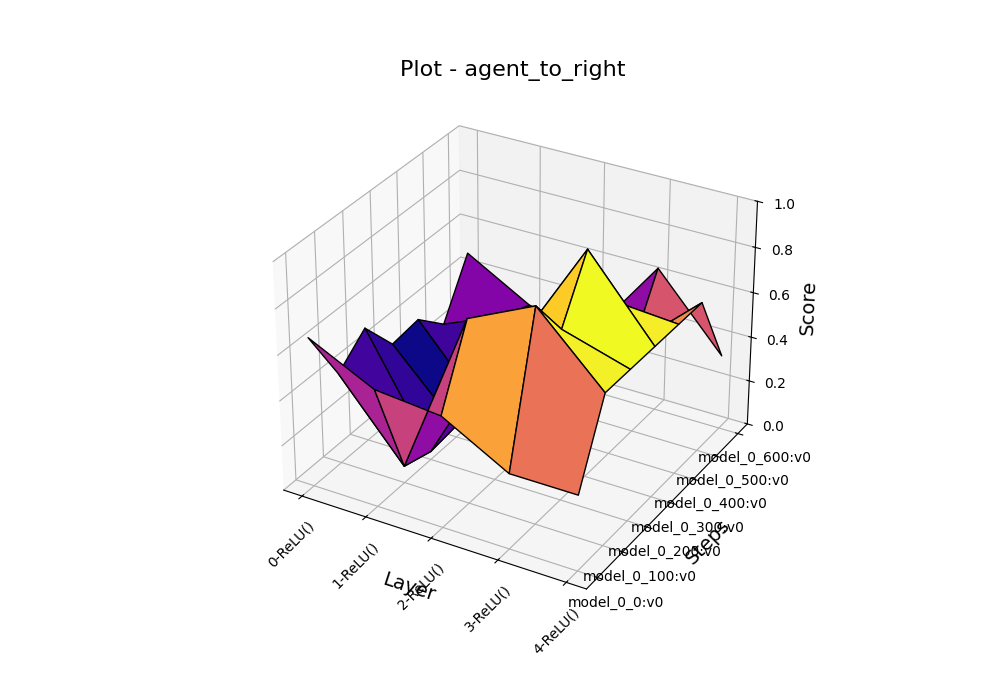 Plot - agent_to_right
1.0
0.8
0.6
0.4
0.2
0.0
Score
model_0_600:v0
model_0_500:v0
model_0_400:v0
model_0_300:v0
model_0_200:v0
model_0_100:v0
model_0_0:v0
Steps
0-ReLU()
1-ReLU()
2-ReLU()
3-ReLU()
4-ReLU()
Layer